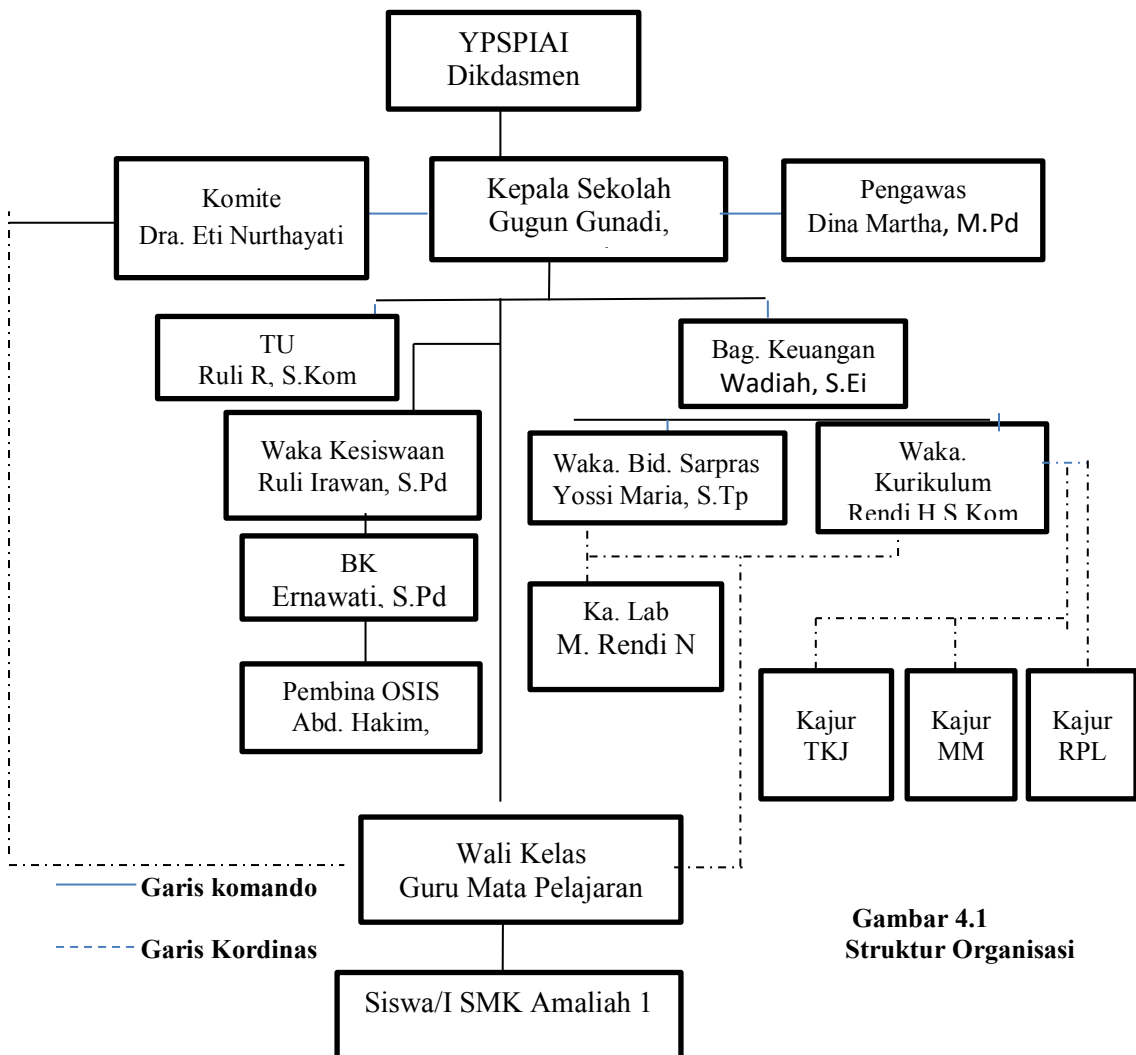 YPSPIAI
Dikdasmen
Komite
Dra. Eti Nurthayati
Kepala Sekolah
Gugun Gunadi,
Pengawas
Dina Martha, M.Pd
TU
Ruli R, S.Kom
Bag. Keuangan
Wadiah, S.Ei
Waka Kesiswaan
Ruli Irawan, S.Pd
Waka. Bid. Sarpras
Yossi Maria, S.Tp
Waka.
Kurikulum
Rendi H S Kom
BK
Ernawati, S.Pd
Ka. Lab
M. Rendi N
Pembina OSIS
Abd. Hakim,
Kajur
TKJ
Kajur
MM
Kajur
RPL
Wali Kelas
Guru Mata Pelajaran
Garis komando
Garis Kordinas
Gambar 4.1
Struktur Organisasi
Siswa/I SMK Amaliah 1